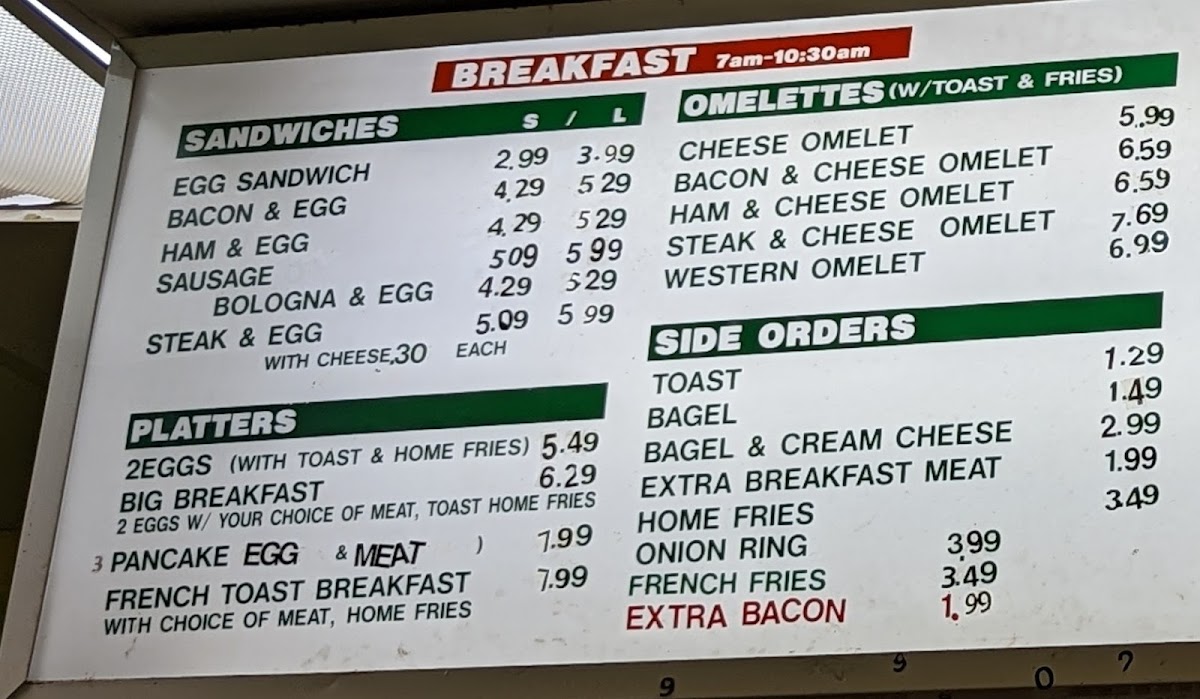 BREAKFAST 7am-10:30am
SANDWICHES S / L
EGG SANDWICH 2.99 3.99
BACON & EGG 4.29 5 29
HAM & EGG 4.29 5 29
SAUSAGE 5 09 5 99
BOLOGNA & EGG 4.29 5 29
STEAK & EGG 5.09 5 99
WITH CHEESE .30 EACH
PLATTERS
2EGGS (WITH TOAST & HOME FRIES) 5.49
BIG BREAKFAST 6.29
2 EGGS W/ YOUR CHOICE OF MEAT, TOAST HOME FRIES
3 PANCAKE EGG & MEAT ) 7.99
FRENCH TOAST BREAKFAST 7.99
WITH CHOICE OF MEAT, HOME FRIES
OMELETTES (W/TOAST & FRIES)
CHEESE OMELET 5.99
BACON & CHEESE OMELET 6.59
HAM & CHEESE OMELET 6.59
STEAK & CHEESE OMELET 7.69
WESTERN OMELET 6.99
SIDE ORDERS
TOAST 1.29
BAGEL 1.49
BAGEL & CREAM CHEESE 2.99
EXTRA BREAKFAST MEAT 1.99
HOME FRIES 3.49
ONION RING 3.99
FRENCH FRIES 3.49
EXTRA BACON 1.99
9 9 0 7